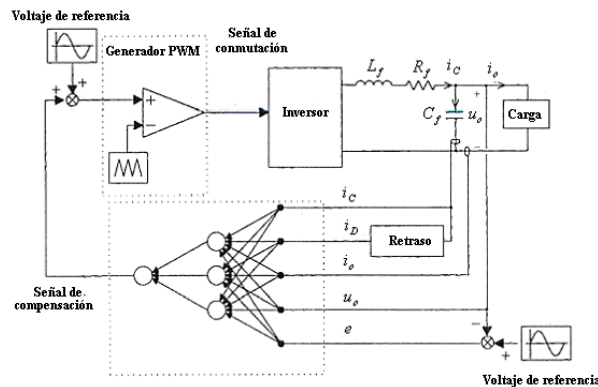 Voltaje de referencia
Generador PWM
Señal de
conmutación
Inversor
L_f
R_f
i_C
i_o
C_f
u_o
Carga
+
+
+
−
+
−
i_C
i_D
Retraso
i_o
u_o
e
Señal de
compensación
−
+
Voltaje de referencia